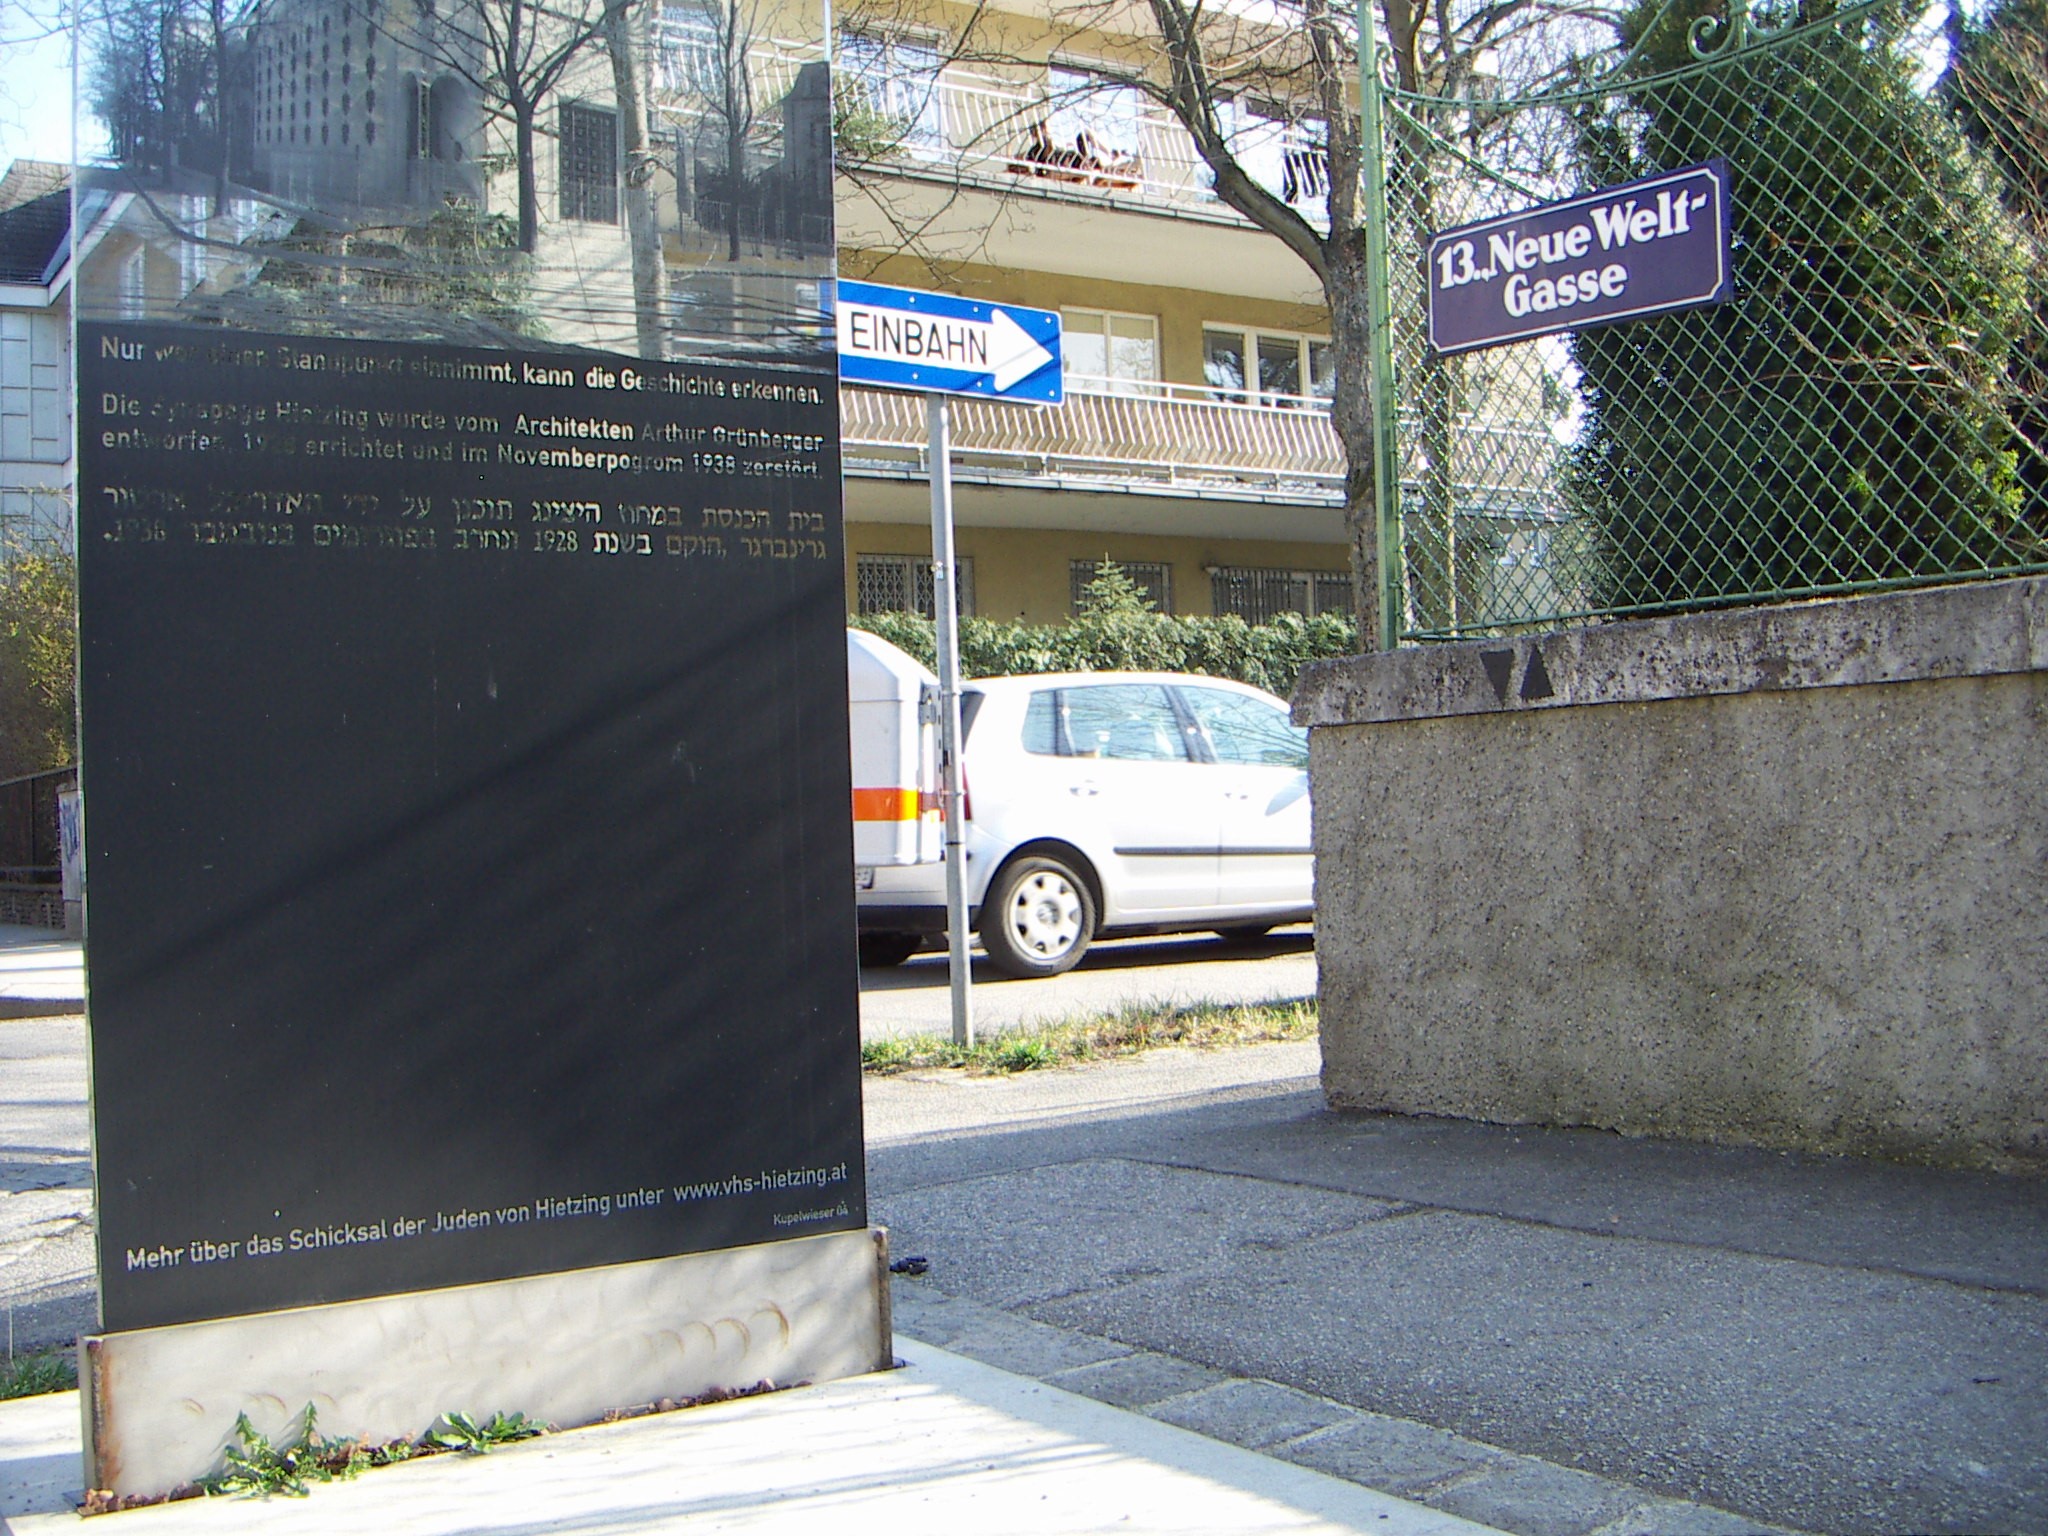 Nur wer einen Standpunkt einnimmt, kann die Geschichte erkennen.
Die Synagoge Hietzing wurde vom Architekten Arthur Grünberger
entworfen, 1928 errichtet und im Novemberpogrom 1938 zerstört.
בית הכנסת במחוז היצינג תוכנן על ידי האדריכל ארטור
גרינברגר, הוקם בשנת 1928 ונחרב בפוגרומים בנובמבר 1938.
Mehr über das Schicksal der Juden von Hietzing unter www.vhs-hietzing.at
Kupelwieser 04
EINBAHN
13., Neue Welt-
Gasse